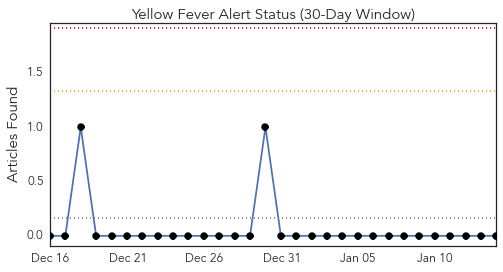 Yellow Fever Alert Status (30-Day Window)
Articles Found
1.5
1.0
0.5
0.0
Dec 16 Dec 21 Dec 26 Dec 31 Jan 05 Jan 10